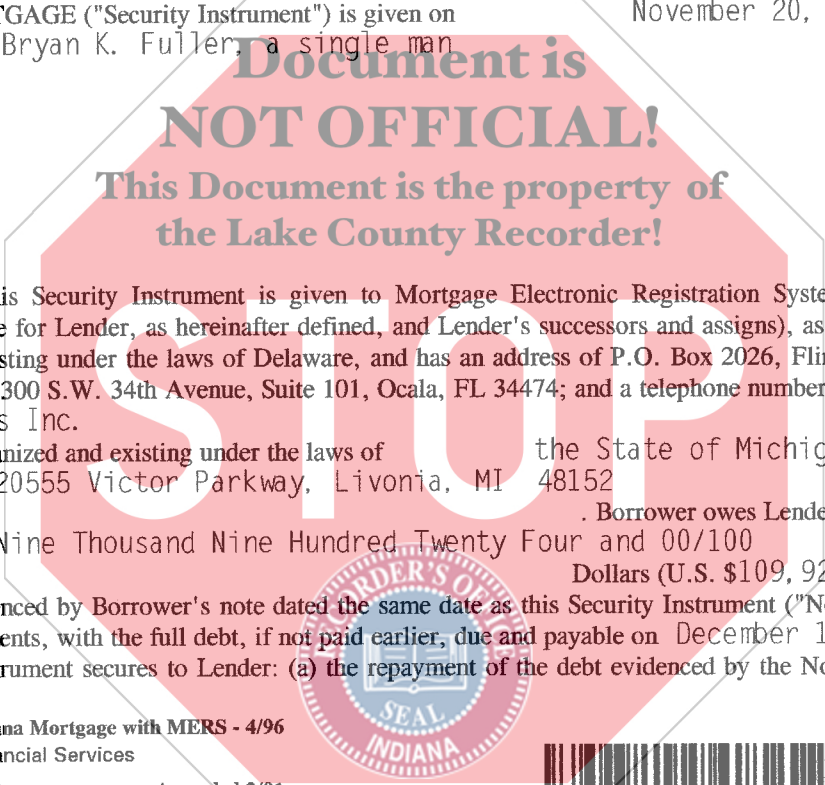 TGAGE ("Security Instrument") is given on November 20,
Bryan K. Fuller, a single man
Document is
NOT OFFICIAL!
This Document is the property of
the Lake County Recorder!
is Security Instrument is given to Mortgage Electronic Registration Syste
e for Lender, as hereinafter defined, and Lender's successors and assigns), as
sting under the laws of Delaware, and has an address of P.O. Box 2026, Flin
300 S.W. 34th Avenue, Suite 101, Ocala, FL 34474; and a telephone number
s Inc.
STOP
nized and existing under the laws of the State of Michig
20555 Victor Parkway, Livonia, MI 48152
. Borrower owes Lende
Nine Thousand Nine Hundred Twenty Four and 00/100
Dollars (U.S. $109,92
nced by Borrower's note dated the same date as this Security Instrument ("N
ents, with the full debt, if not paid earlier, due and payable on December 1
rument secures to Lender: (a) the repayment of the debt evidenced by the No
RECORDER'S OFFICE
SEAL
INDIANA
na Mortgage with MERS - 4/96
ncial Services